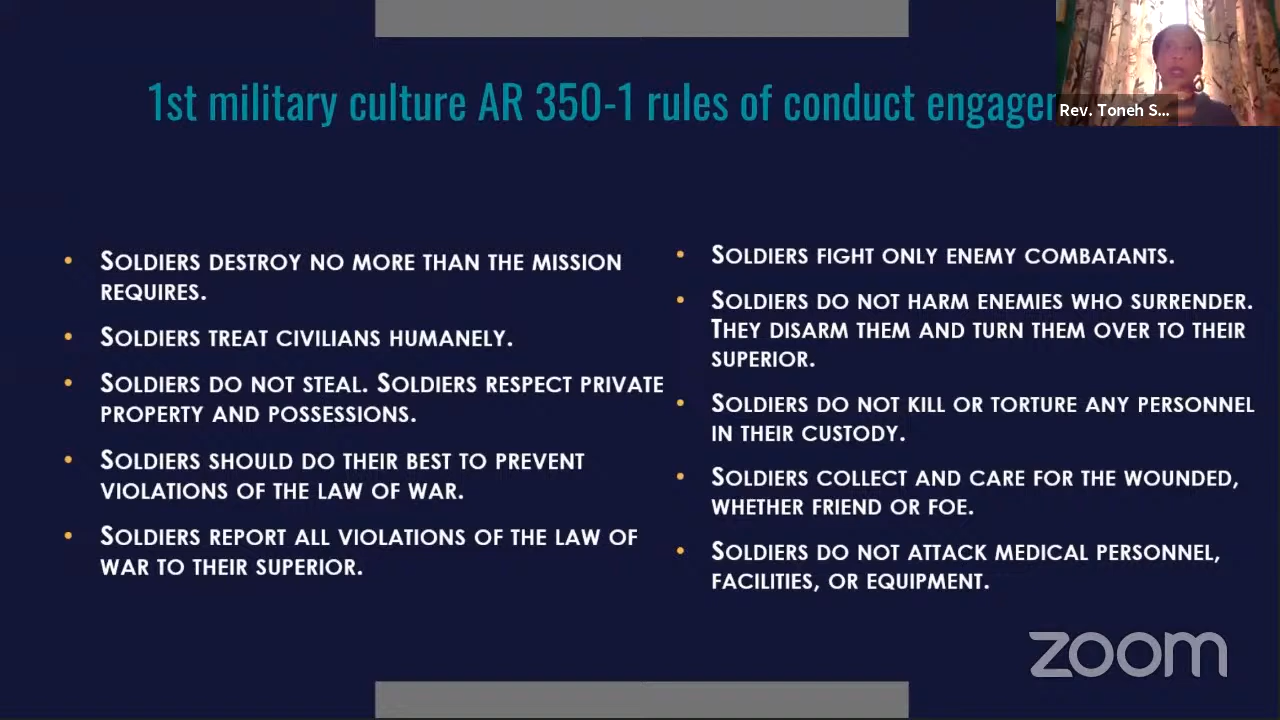 1st military culture AR 350-1 rules of conduct engagem
Rev. Toneh S...
• SOLDIERS DESTROY NO MORE THAN THE MISSION
REQUIRES.
• SOLDIERS TREAT CIVILIANS HUMANELY.
• SOLDIERS DO NOT STEAL. SOLDIERS RESPECT PRIVATE
PROPERTY AND POSSESSIONS.
• SOLDIERS SHOULD DO THEIR BEST TO PREVENT
VIOLATIONS OF THE LAW OF WAR.
• SOLDIERS REPORT ALL VIOLATIONS OF THE LAW OF
WAR TO THEIR SUPERIOR.
• SOLDIERS FIGHT ONLY ENEMY COMBATANTS.
• SOLDIERS DO NOT HARM ENEMIES WHO SURRENDER.
THEY DISARM THEM AND TURN THEM OVER TO THEIR
SUPERIOR.
• SOLDIERS DO NOT KILL OR TORTURE ANY PERSONNEL
IN THEIR CUSTODY.
• SOLDIERS COLLECT AND CARE FOR THE WOUNDED,
WHETHER FRIEND OR FOE.
• SOLDIERS DO NOT ATTACK MEDICAL PERSONNEL,
FACILITIES, OR EQUIPMENT.
zoom